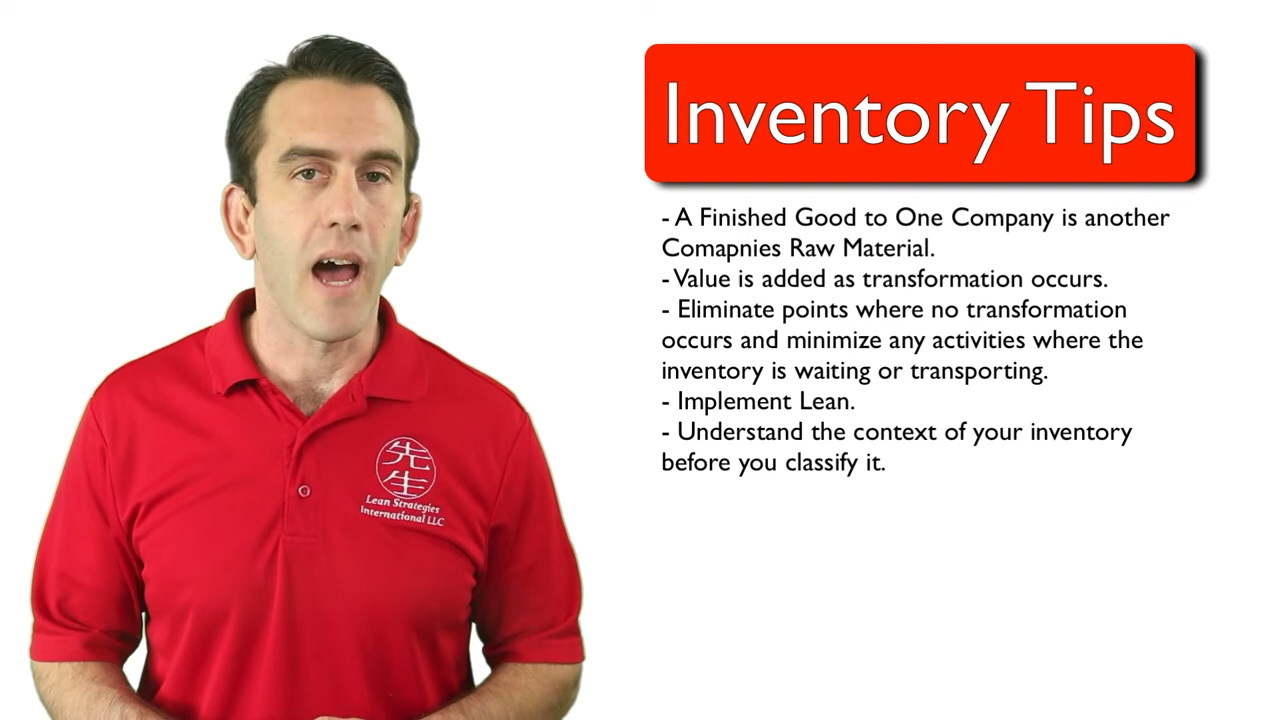 Inventory Tips
- A Finished Good to One Company is another
Comapnies Raw Material.
- Value is added as transformation occurs.
- Eliminate points where no transformation
occurs and minimize any activities where the
inventory is waiting or transporting.
- Implement Lean.
- Understand the context of your inventory
before you classify it.
先
生
Lean Strategies
International LLC